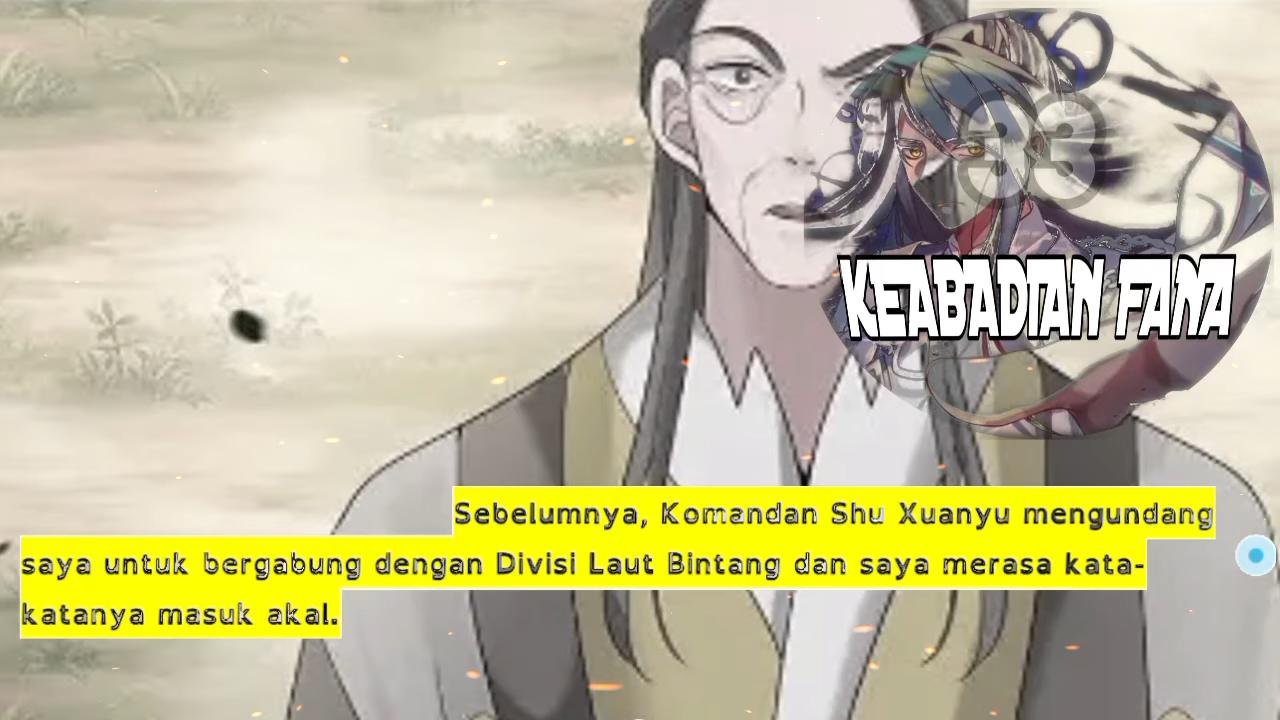 33
KEABADIAN FANA
Sebelumnya, Komandan Shu Xuanyu mengundang
saya untuk bergabung dengan Divisi Laut Bintang dan saya merasa kata-
katanya masuk akal.